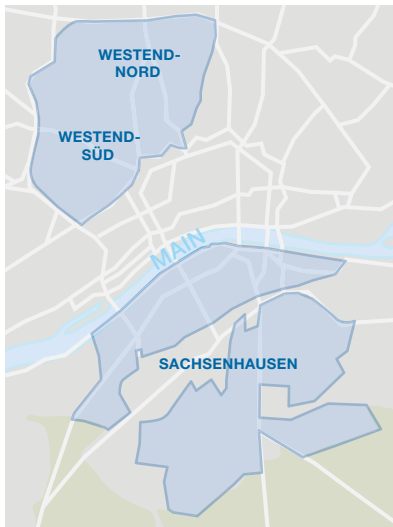 WESTEND-
NORD
WESTEND-
SÜD
MAIN
SACHSENHAUSEN